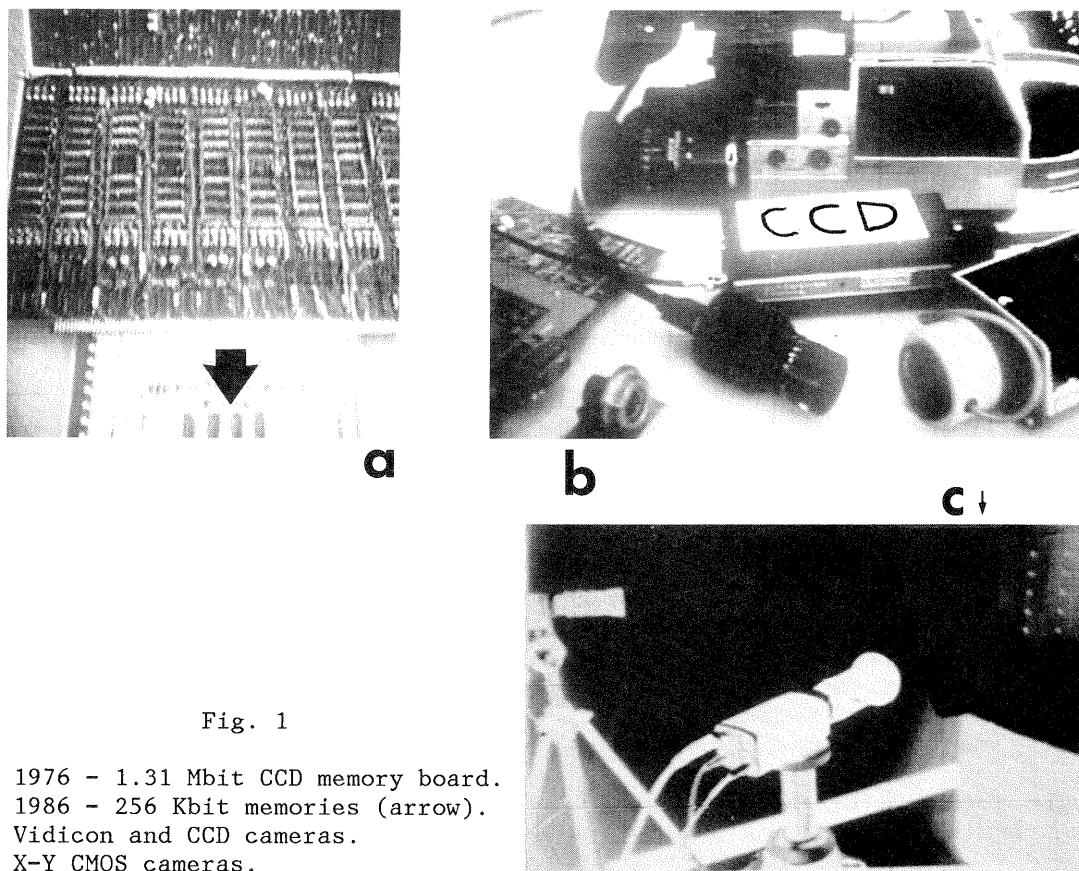 CCD
a
b
c ↓
Fig. 1
1976 - 1.31 Mbit CCD memory board.
1986 - 256 Kbit memories (arrow).
Vidicon and CCD cameras.
X-Y CMOS cameras.